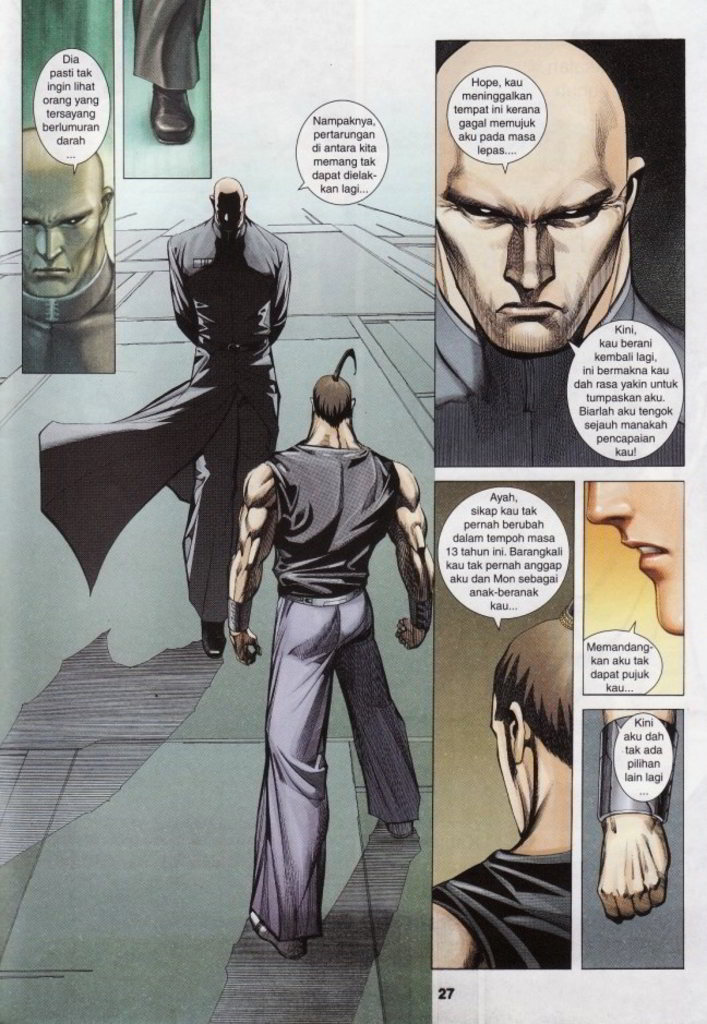 Dia
pasti tak
ingin lihat
orang yang
tersayang
berlumuran
darah
...
Nampaknya,
pertarungan
di antara kita
memang tak
dapat dielak-
kan lagi...
Hope, kau
meninggalkan
tempat ini kerana
gagal memujuk
aku pada masa
lepas....
Kini,
kau berani
kembali lagi,
ini bermakna kau
dah rasa yakin untuk
tumpaskan aku.
Biarlah aku tengok
sejauh manakah
pencapaian
kau!
Ayah,
sikap kau tak
pernah berubah
dalam tempoh masa
13 tahun ini. Barangkali
kau tak pernah anggap
aku dan Mon sebagai
anak-beranak
kau...
Memandang-
kan aku tak
dapat pujuk
kau...
Kini
aku dah
tak ada
pilihan
lain lagi
...
27